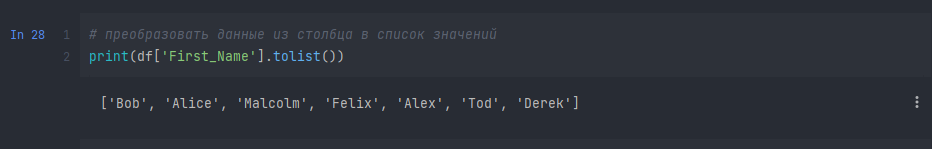 In 28 1 # преобразовать данные из столбца в список значений
2 print(df['First_Name'].tolist())
['Bob', 'Alice', 'Malcolm', 'Felix', 'Alex', 'Tod', 'Derek']